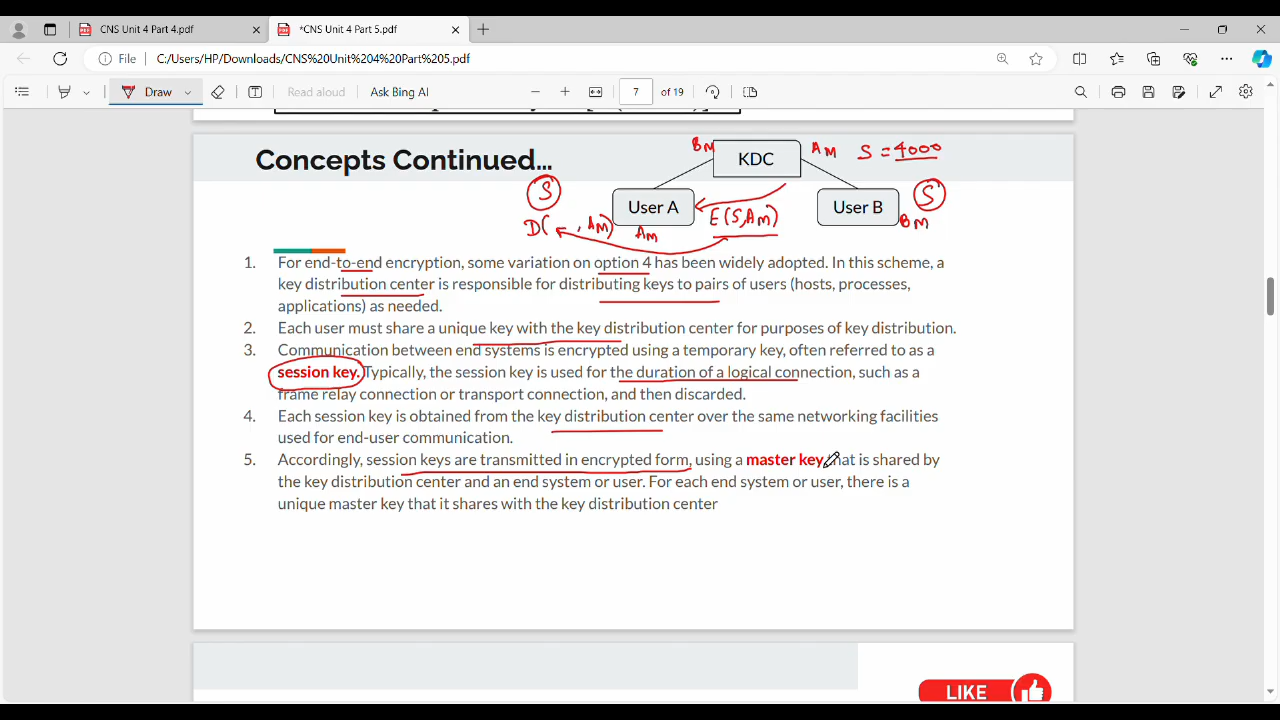 CNS Unit 4 Part 4.pdf
*CNS Unit 4 Part 5.pdf
File
C:/Users/HP/Downloads/CNS%20Unit%204%20Part%205.pdf
Draw
Read aloud
Ask Bing AI
7
of 19
Concepts Continued...
BM
KDC
AM
S = 4000
S
User A
E(S,AM)
User B
S
D( , AM)
AM
BM
1. For end-to-end encryption, some variation on option 4 has been widely adopted. In this scheme, a
key distribution center is responsible for distributing keys to pairs of users (hosts, processes,
applications) as needed.
2. Each user must share a unique key with the key distribution center for purposes of key distribution.
3. Communication between end systems is encrypted using a temporary key, often referred to as a
session key. Typically, the session key is used for the duration of a logical connection, such as a
frame relay connection or transport connection, and then discarded.
4. Each session key is obtained from the key distribution center over the same networking facilities
used for end-user communication.
5. Accordingly, session keys are transmitted in encrypted form, using a master key that is shared by
the key distribution center and an end system or user. For each end system or user, there is a
unique master key that it shares with the key distribution center
LIKE